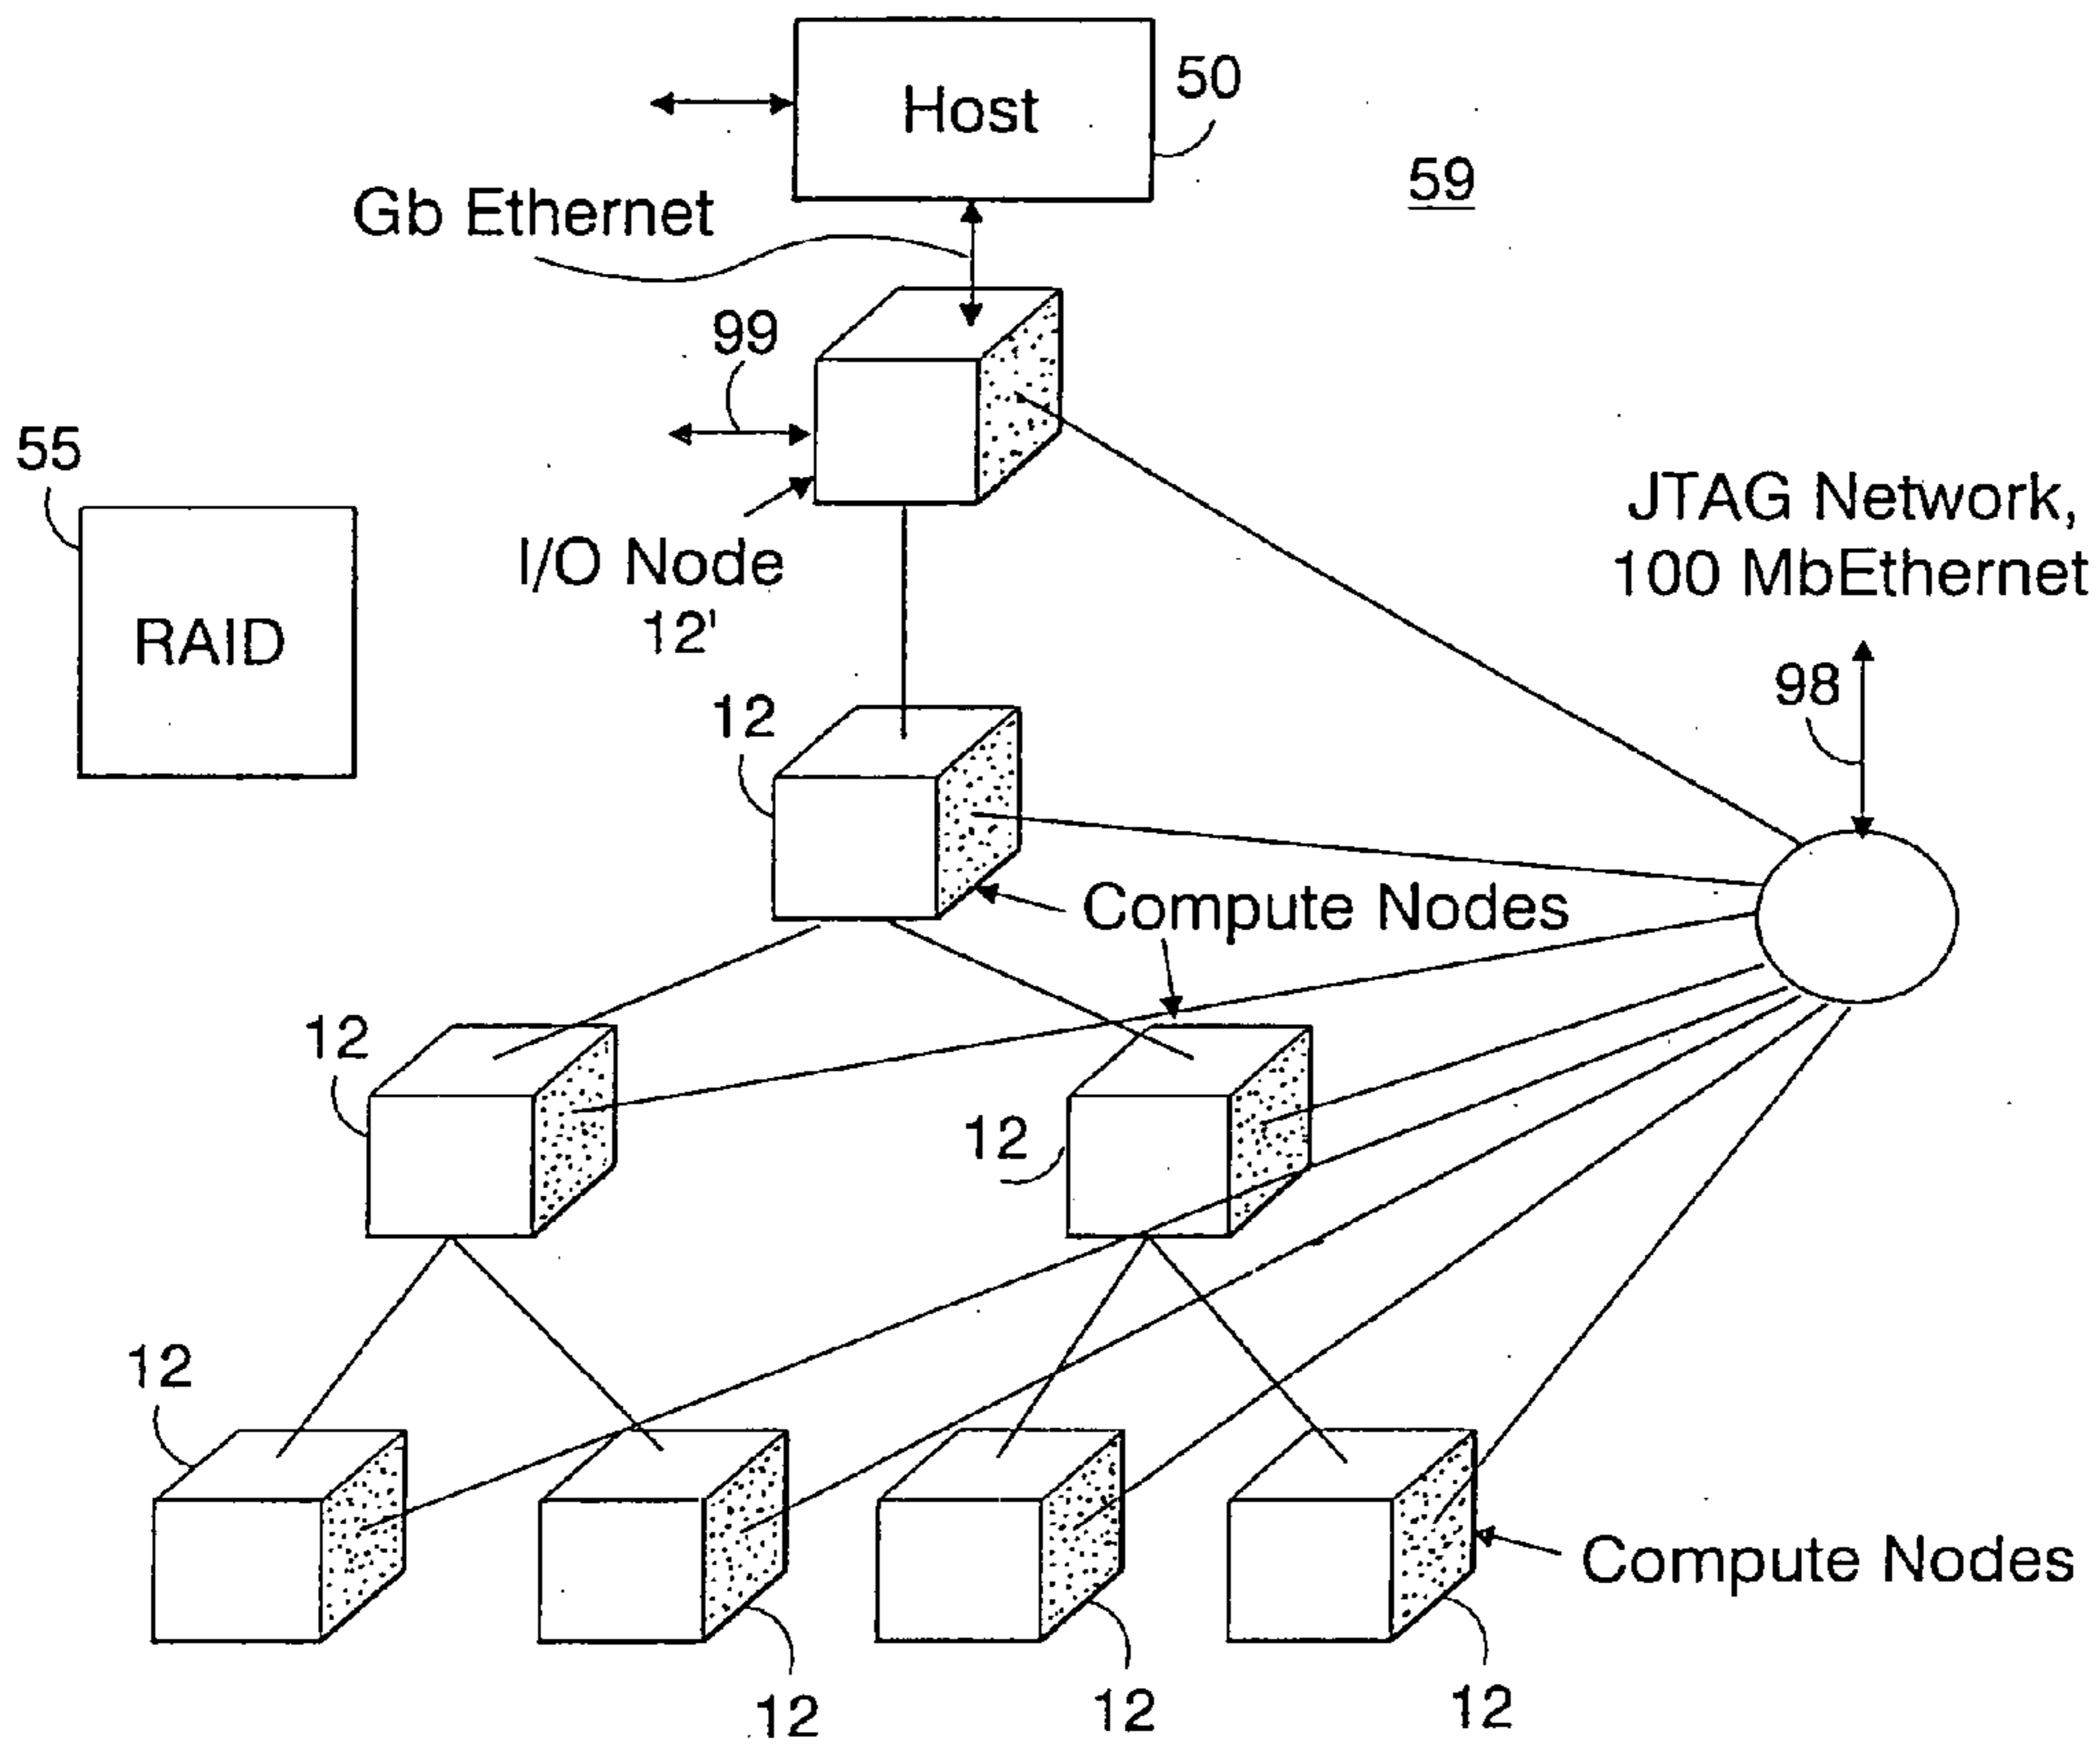 Host
50
59
Gb Ethernet
99
55
RAID
I/O Node
12'
JTAG Network,
100 MbEthernet
98
12
Compute Nodes
12
12
12
Compute Nodes
12
12
12